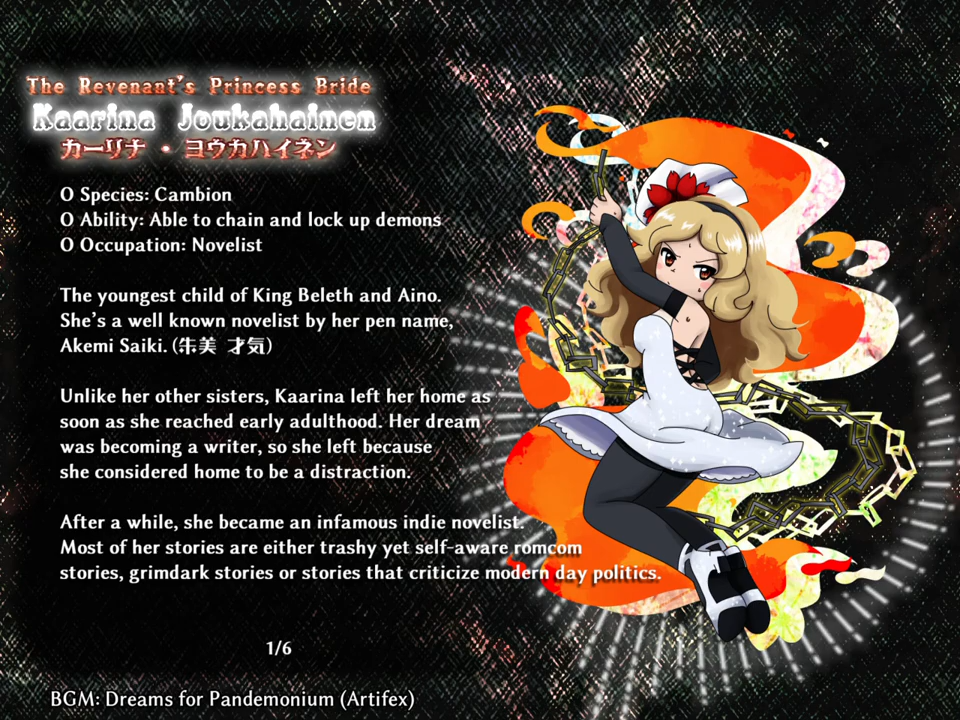 The Revenant's Princess Bride
Kaarina Joukahainen
カーリナ・ヨウカハイネン
O Species: Cambion
O Ability: Able to chain and lock up demons
O Occupation: Novelist
The youngest child of King Beleth and Aino.
She's a well known novelist by her pen name,
Akemi Saiki. (朱美 才気)
Unlike her other sisters, Kaarina left her home as
soon as she reached early adulthood. Her dream
was becoming a writer, so she left because
she considered home to be a distraction.
After a while, she became an infamous indie novelist.
Most of her stories are either trashy yet self-aware romcom
stories, grimdark stories or stories that criticize modern day politics.
1/6
BGM: Dreams for Pandemonium (Artifex)